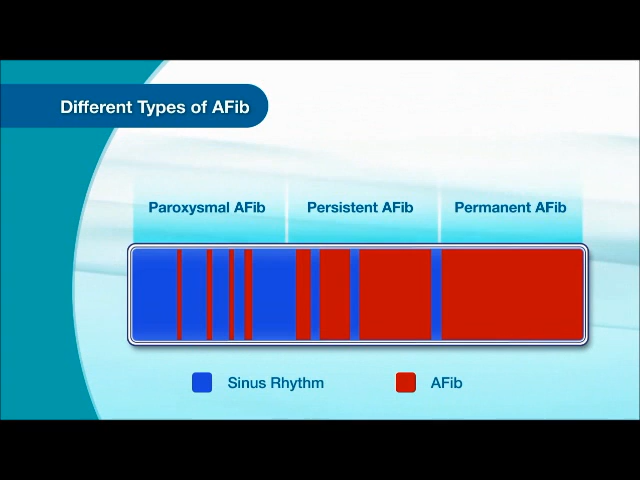 Different Types of AFib
Paroxysmal AFib
Persistent AFib
Permanent AFib
Sinus Rhythm
AFib